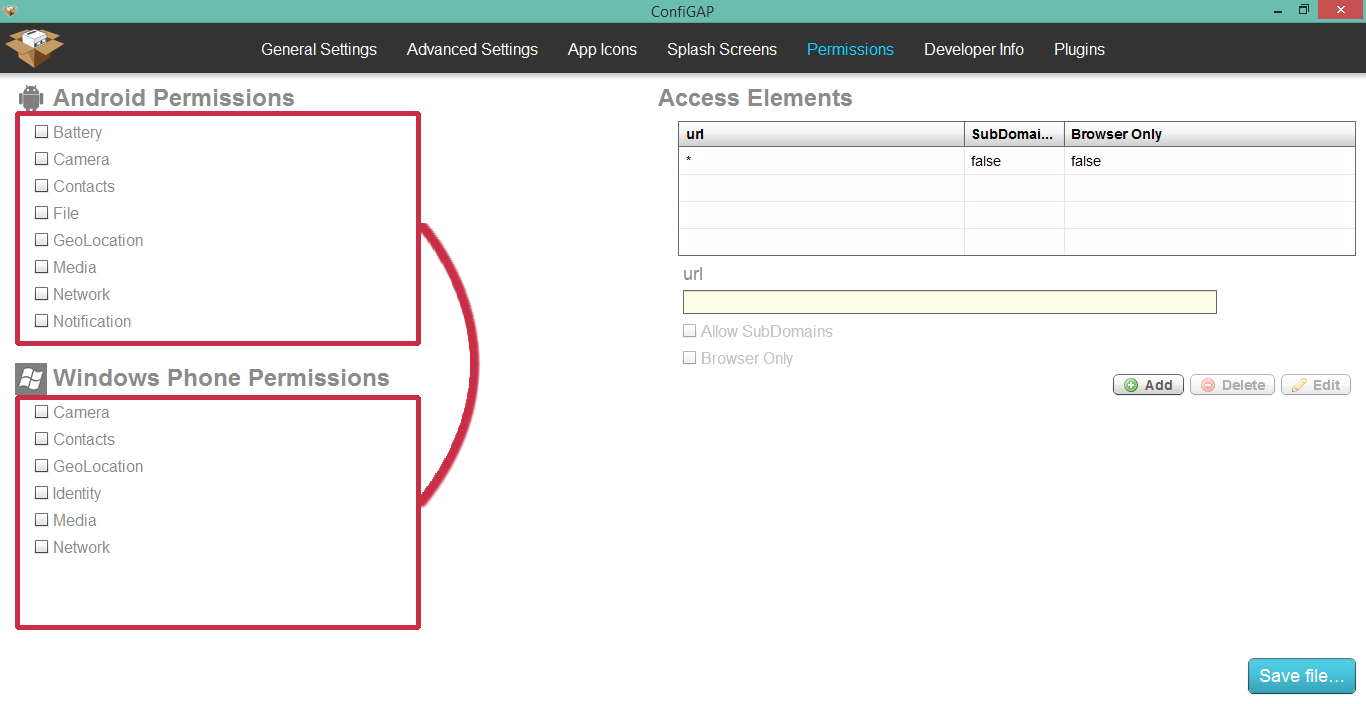 ConfiGAP
General Settings Advanced Settings App Icons Splash Screens Permissions Developer Info Plugins
Android Permissions
Battery
Camera
Contacts
File
GeoLocation
Media
Network
Notification
Windows Phone Permissions
Camera
Contacts
GeoLocation
Identity
Media
Network
Access Elements
url SubDomai... Browser Only
* false false
url
Allow SubDomains
Browser Only
Add Delete Edit
Save file...